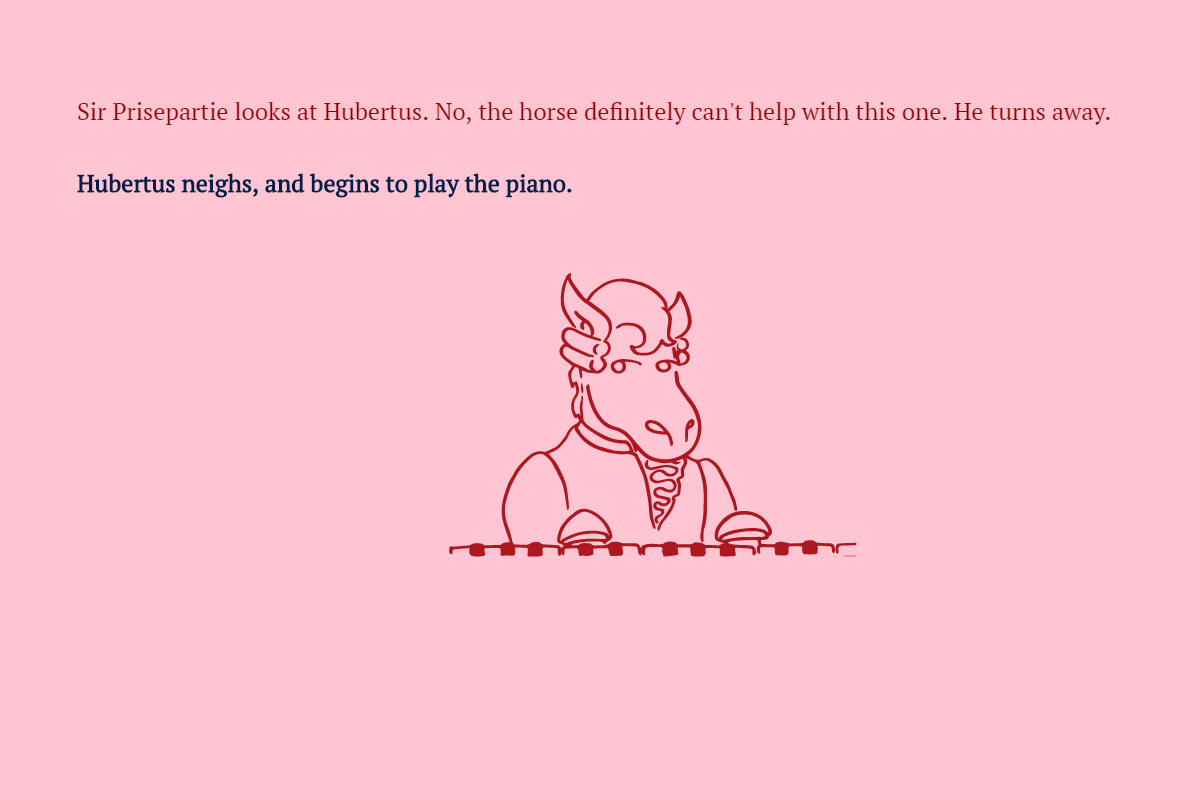 Sir Prisepartie looks at Hubertus. No, the horse definitely can't help with this one. He turns away.
Hubertus neighs, and begins to play the piano.